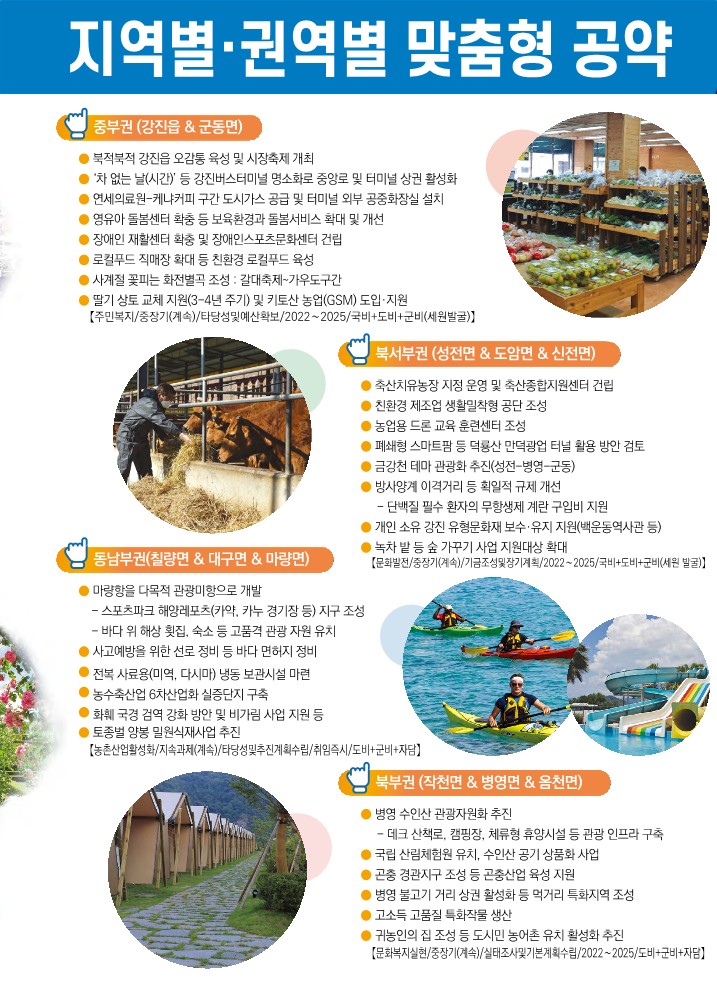 지역별·권역별 맞춤형 공약
중부권 (강진읍 & 군동면)
● 북적북적 강진읍 오감통 육성 및 시장축제 개최
● '차 없는 날(시간)' 등 강진버스터미널 명소화로 중앙로 및 터미널 상권 활성화
● 연세의료원-케냐커피 구간 도시가스 공급 및 터미널 외부 공중화장실 설치
● 영유아 돌봄센터 확충 등 보육환경과 돌봄서비스 확대 및 개선
● 장애인 재활센터 확충 및 장애인스포츠문화센터 건립
● 로컬푸드 직매장 확대 등 친환경 로컬푸드 육성
● 사계절 꽃피는 화전별곡 조성 : 갈대축제~가우도구간
● 딸기 상토 교체 지원(3-4년 주기) 및 키토산 농업(GSM) 도입·지원
【주민복지/중장기(계속)/타당성및예산확보/2022~2025/국비+도비+군비(세원발굴)】
북서부권 (성전면 & 도암면 & 신전면)
● 축산치유농장 지정 운영 및 축산종합지원센터 건립
● 친환경 제조업 생활밀착형 공단 조성
● 농업용 드론 교육 훈련센터 조성
● 폐쇄형 스마트팜 등 덕룡산 만덕광업 터널 활용 방안 검토
● 금강천 테마 관광화 추진(성전-병영-군동)
● 방사양계 이격거리 등 획일적 규제 개선
- 단백질 필수 환자의 무항생제 계란 구입비 지원
● 개인 소유 강진 유형문화재 보수·유지 지원(백운동역사관 등)
● 녹차 밭 등 숲 가꾸기 사업 지원대상 확대
【문화발전/중장기(계속)/기금조성및장기계획/2022~2025/국비+도비+군비(세원 발굴)】
동남부권(칠량면 & 대구면 & 마량면)
● 마량항을 다목적 관광미항으로 개발
- 스포츠파크 해양레포츠(카약, 카누 경기장 등) 지구 조성
- 바다 위 해상 횟집, 숙소 등 고품격 관광 자원 유치
● 사고예방을 위한 선로 정비 등 바다 면허지 정비
● 전복 사료용(미역, 다시마) 냉동 보관시설 마련
● 농수축산업 6차산업화 실증단지 구축
● 화훼 국경 검역 강화 방안 및 비가림 사업 지원 등
● 토종벌 양봉 밀원식재사업 추진
【농촌산업활성화/지속과제(계속)/타당성및추진계획수립/취임즉시/도비+군비+자담】
북부권 (작천면 & 병영면 & 옴천면)
● 병영 수인산 관광자원화 추진
- 데크 산책로, 캠핑장, 체류형 휴양시설 등 관광 인프라 구축
● 국립 산림체험원 유치, 수인산 공기 상품화 사업
● 곤충 경관지구 조성 등 곤충산업 육성 지원
● 병영 불고기 거리 상권 활성화 등 먹거리 특화지역 조성
● 고소득 고품질 특화작물 생산
● 귀농인의 집 조성 등 도시민 농어촌 유치 활성화 추진
【문화복지실현/중장기(계속)/실태조사및기본계획수립/2022~2025/도비+군비+자담】